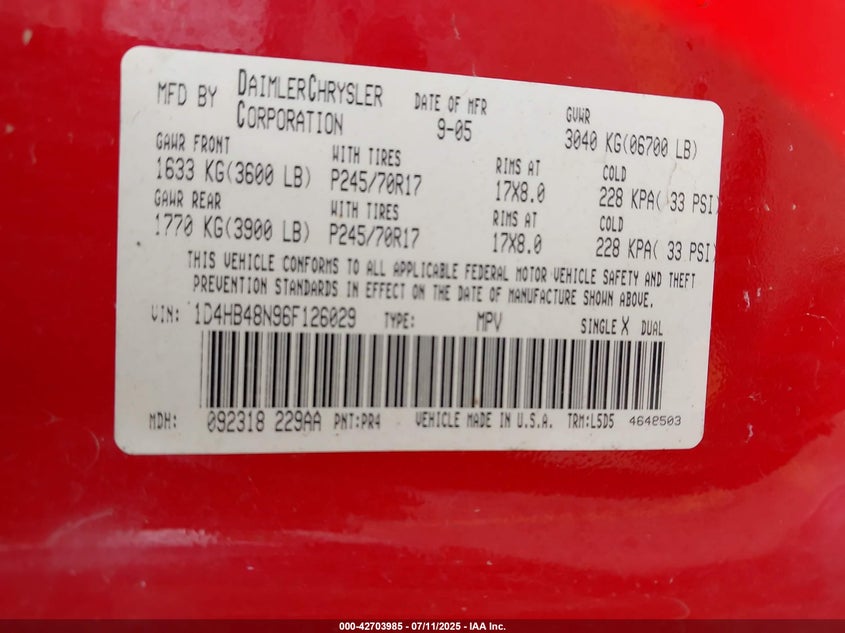 MFD BY DAIMLERCHRYSLER CORPORATION DATE OF MFR 9-05 GVWR 3040 KG(06700 LB)
GAWR FRONT WITH TIRES RIMS AT COLD
1633 KG(3600 LB) P245/70R17 17X8.0 228 KPA( 33 PSI)
GAWR REAR WITH TIRES RIMS AT COLD
1770 KG(3900 LB) P245/70R17 17X8.0 228 KPA( 33 PSI)
THIS VEHICLE CONFORMS TO ALL APPLICABLE FEDERAL MOTOR VEHICLE SAFETY AND THEFT
PREVENTION STANDARDS IN EFFECT ON THE DATE OF MANUFACTURE SHOWN ABOVE.
VIN: 1D4HB48N96F126029 TYPE: MPV SINGLE X DUAL
MDH: 092318 229AA PNT:PR4 VEHICLE MADE IN U.S.A. TRM:L5D5 4648503
000-42703985 - 07/11/2025 - IAA Inc.